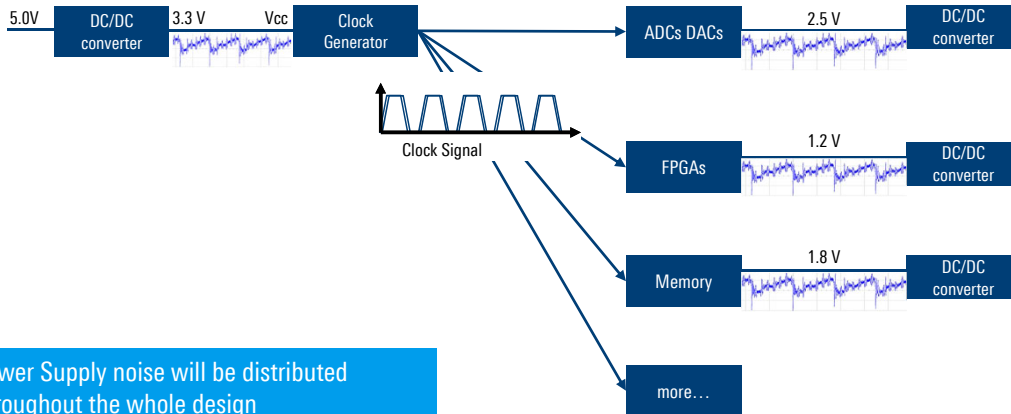 5.0V
DC/DC
converter
3.3 V
Vcc
Clock
Generator
ADCs DACs
2.5 V
DC/DC
converter
Clock Signal
FPGAs
1.2 V
DC/DC
converter
Memory
1.8 V
DC/DC
converter
more…
wer Supply noise will be distributed
roughout the whole design